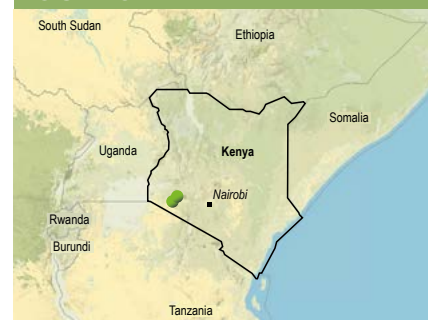 South Sudan
Ethiopia
Somalia
Uganda
Kenya
Nairobi
Rwanda
Burundi
Tanzania